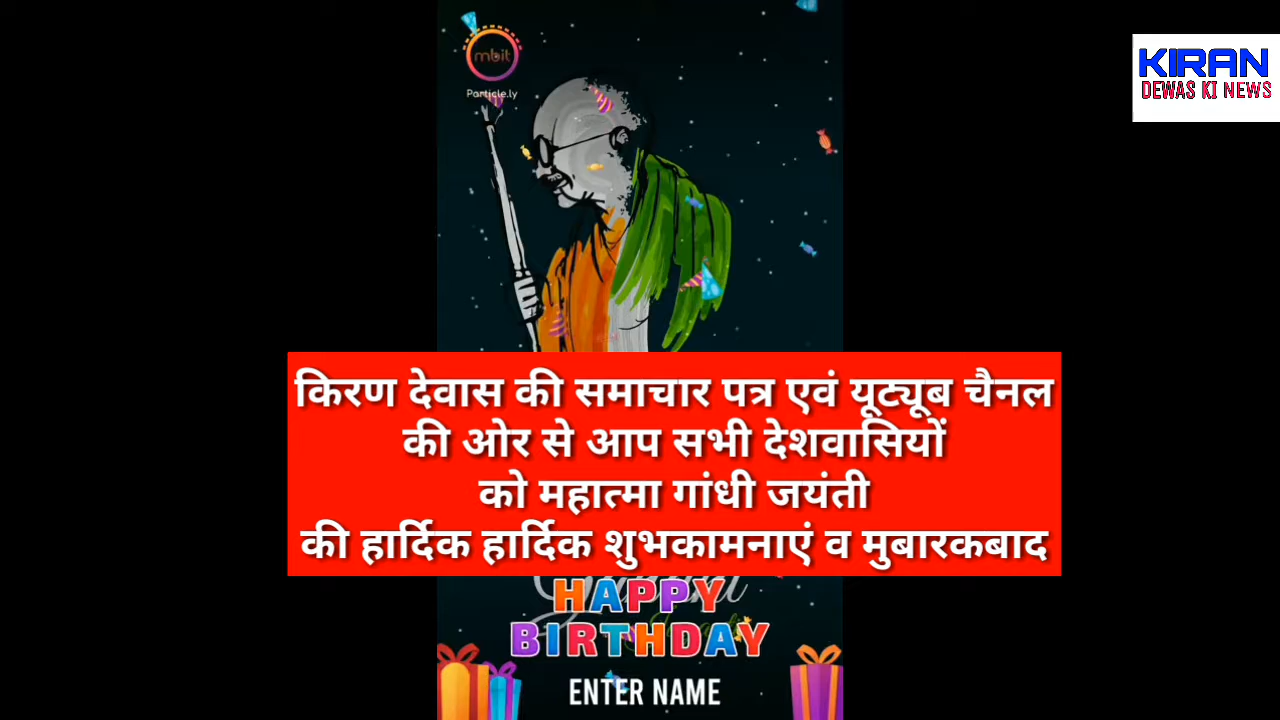 mbit
Particle.ly
KIRAN
DEWAS KI NEWS
किरण देवास की समाचार पत्र एवं यूट्यूब चैनल
की ओर से आप सभी देशवासियों
को महात्मा गांधी जयंती
की हार्दिक हार्दिक शुभकामनाएं व मुबारकबाद
HAPPY
BIRTHDAY
ENTER NAME